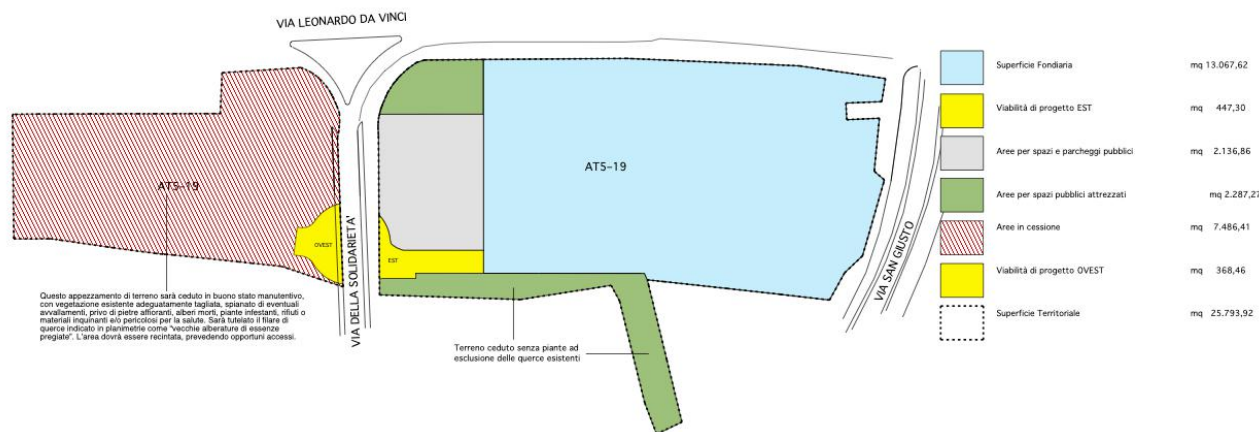 VIA LEONARDO DA VINCI
AT5-19
AT5-19
OVEST
EST
VIA DELLA SOLIDARIETA'
VIA SAN GIUSTO
Questo appezzamento di terreno sarà ceduto in buono stato manutentivo,
con vegetazione esistente adeguatamente tagliata, spianato di eventuali
avvallamenti, privo di pietre affioranti, alberi morti, piante infestanti, rifiuti o
materiali inquinanti e/o pericolosi per la salute. Sarà tutelato il filare di
querce indicato in planimetrie come "vecchie alberature di essenze
pregiate". L'area dovrà essere recintata, prevedendo opportuni accessi.
Terreno ceduto senza piante ad
esclusione delle querce esistenti
Superficie Fondiaria mq 13.067,62
Viabilità di progetto EST mq 447,30
Aree per spazi e parcheggi pubblici mq 2.136,86
Aree per spazi pubblici attrezzati mq 2.287,27
Aree in cessione mq 7.486,41
Viabilità di progetto OVEST mq 368,46
Superficie Territoriale mq 25.793,92